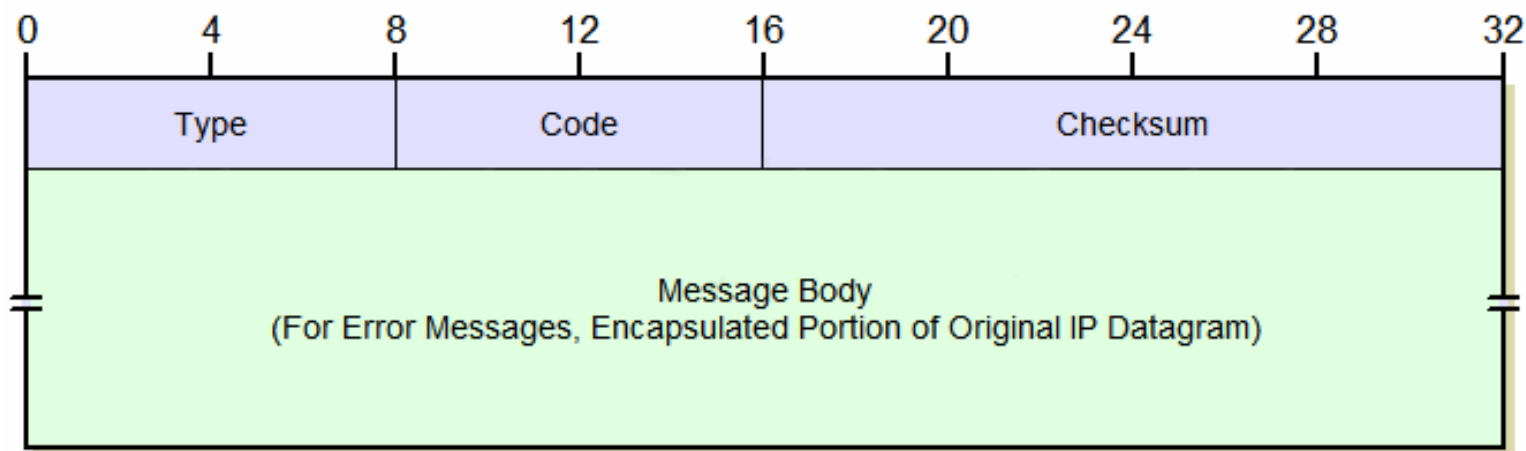 0 4 8 12 16 20 24 28 32
Type Code Checksum
Message Body
(For Error Messages, Encapsulated Portion of Original IP Datagram)